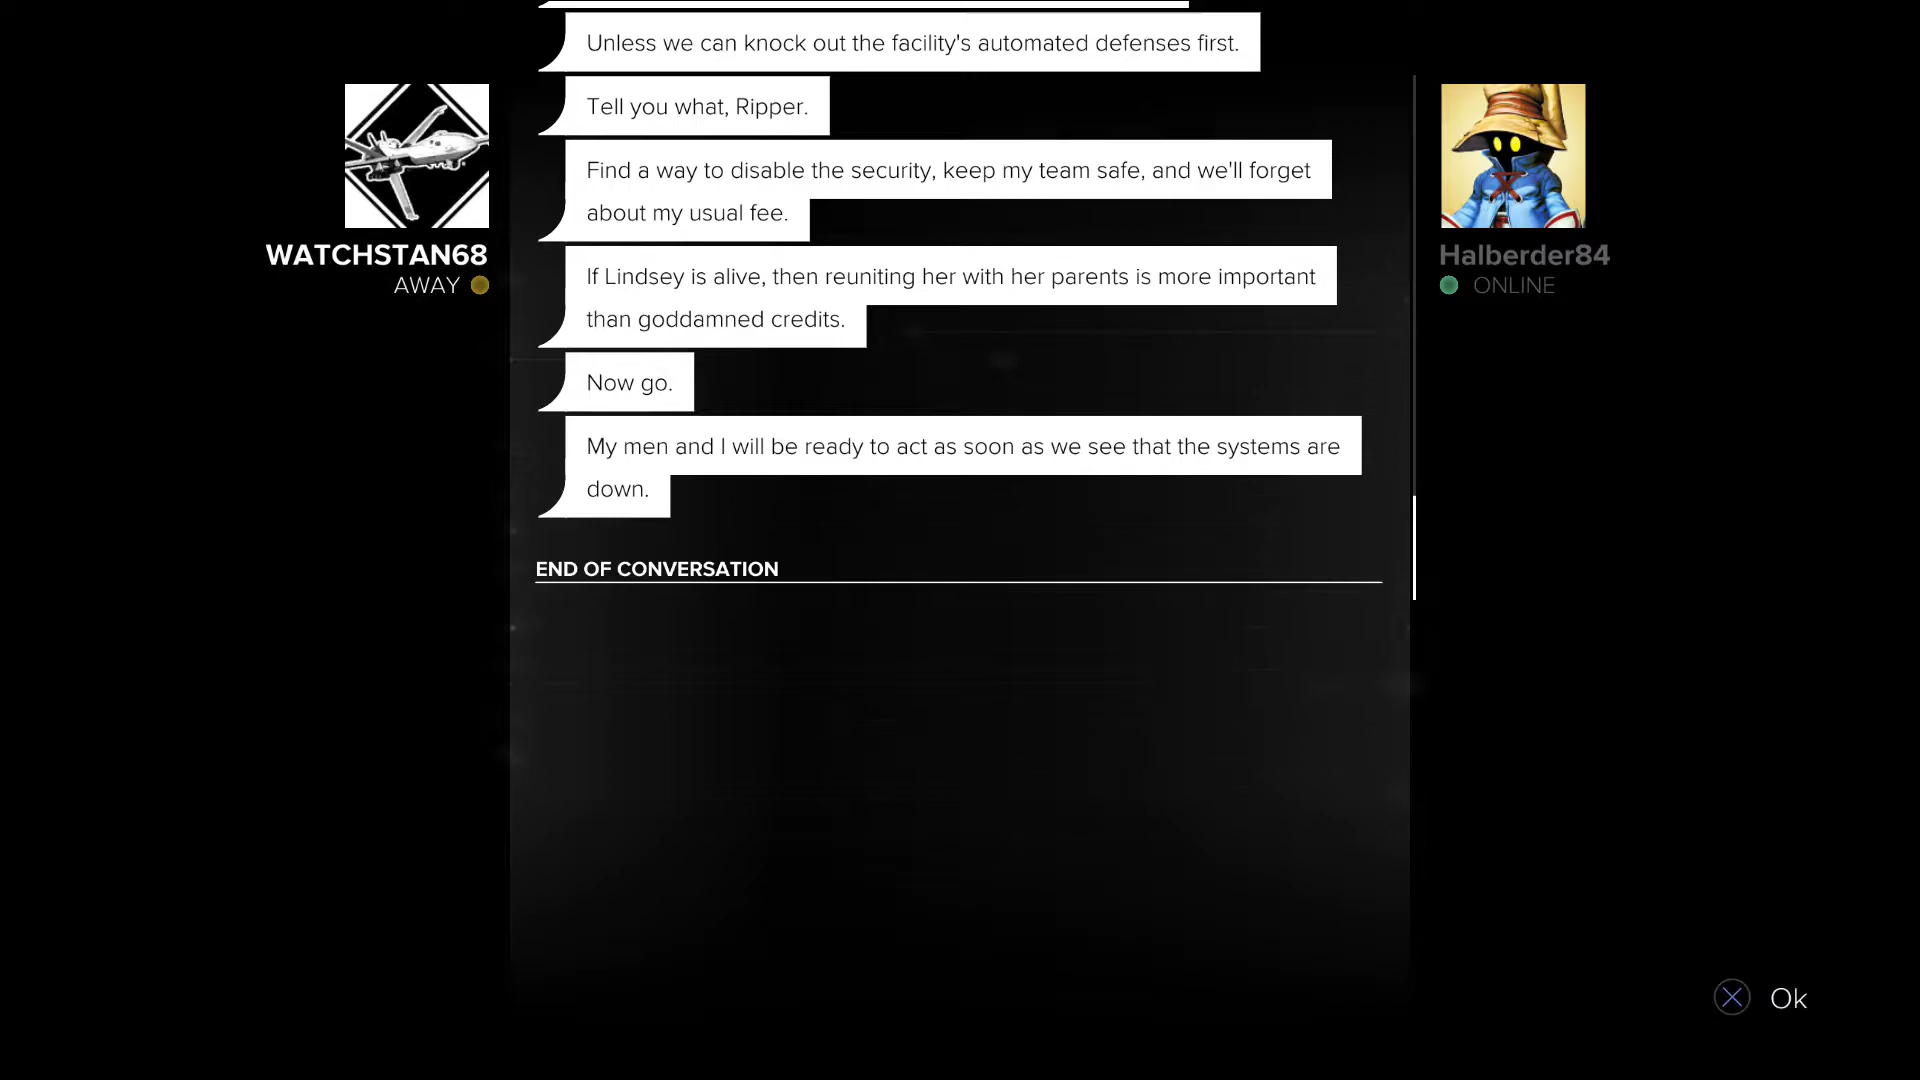 Unless we can knock out the facility's automated defenses first.
Tell you what, Ripper.
Find a way to disable the security, keep my team safe, and we'll forget
about my usual fee.
If Lindsey is alive, then reuniting her with her parents is more important
than goddamned credits.
Now go.
My men and I will be ready to act as soon as we see that the systems are
down.
END OF CONVERSATION
WATCHSTAN68
AWAY
Halberder84
ONLINE
Ok